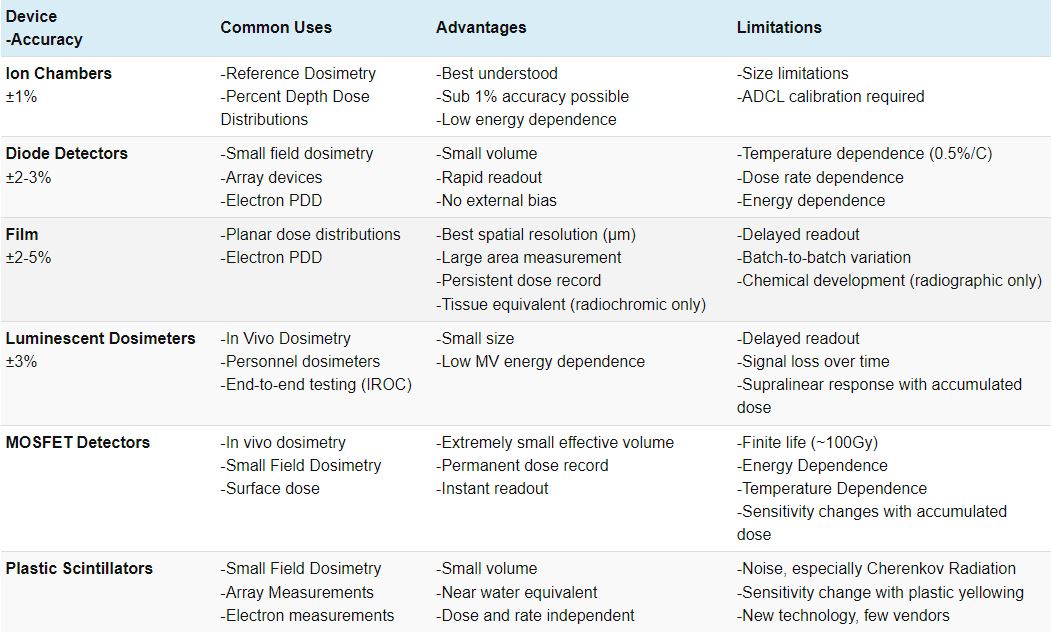 Device
-Accuracy
Common Uses
Advantages
Limitations
Ion Chambers
±1%
-Reference Dosimetry
-Percent Depth Dose
Distributions
-Best understood
-Sub 1% accuracy possible
-Low energy dependence
-Size limitations
-ADCL calibration required
Diode Detectors
±2-3%
-Small field dosimetry
-Array devices
-Electron PDD
-Small volume
-Rapid readout
-No external bias
-Temperature dependence (0.5%/C)
-Dose rate dependence
-Energy dependence
Film
±2-5%
-Planar dose distributions
-Electron PDD
-Best spatial resolution (μm)
-Large area measurement
-Persistent dose record
-Tissue equivalent (radiochromic only)
-Delayed readout
-Batch-to-batch variation
-Chemical development (radiographic only)
Luminescent Dosimeters
±3%
-In Vivo Dosimetry
-Personnel dosimeters
-End-to-end testing (IROC)
-Small size
-Low MV energy dependence
-Delayed readout
-Signal loss over time
-Supralinear response with accumulated
dose
MOSFET Detectors
-In vivo dosimetry
-Small Field Dosimetry
-Surface dose
-Extremely small effective volume
-Permanent dose record
-Instant readout
-Finite life (~100Gy)
-Energy Dependence
-Temperature Dependence
-Sensitivity changes with accumulated
dose
Plastic Scintillators
-Small Field Dosimetry
-Array Measurements
-Electron measurements
-Small volume
-Near water equivalent
-Dose and rate independent
-Noise, especially Cherenkov Radiation
-Sensitivity change with plastic yellowing
-New technology, few vendors